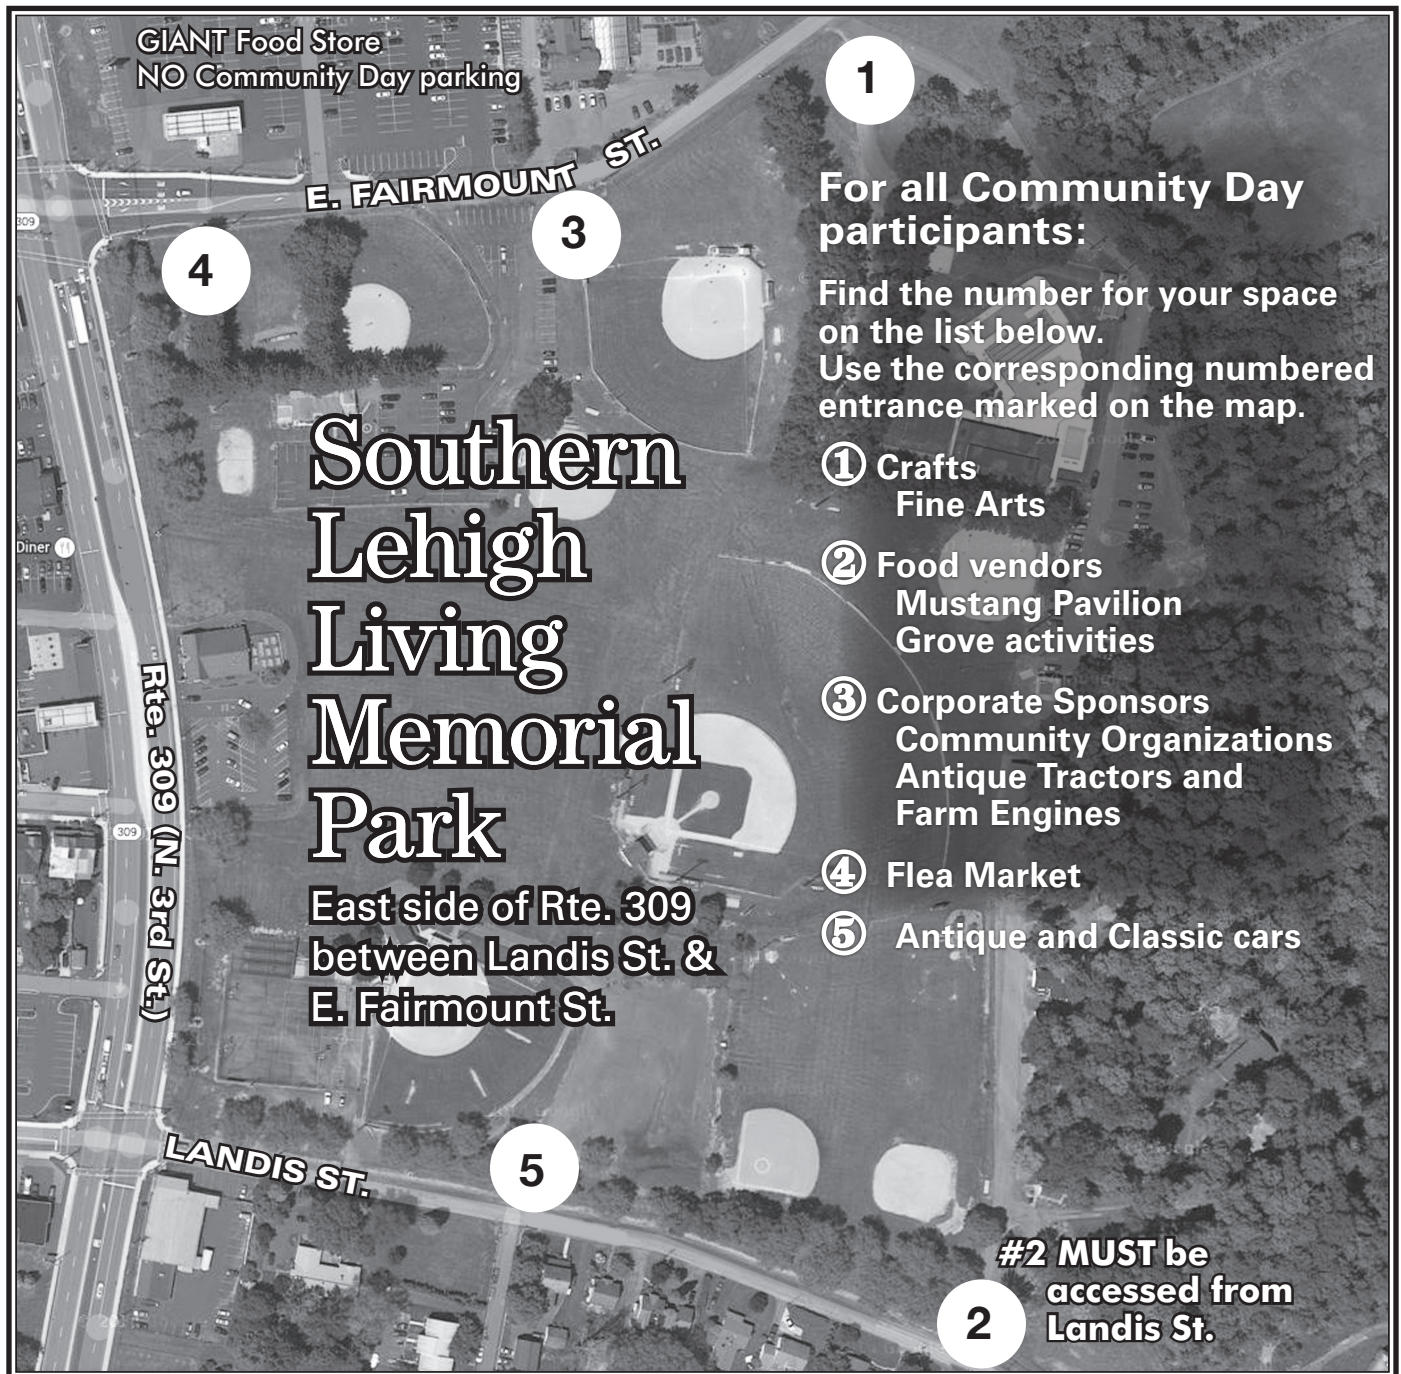 GIANT Food Store
NO Community Day parking
1
E. FAIRMOUNT ST.
3
4
309
For all Community Day
participants:
Find the number for your space
on the list below.
Use the corresponding numbered
entrance marked on the map.
① Crafts
Fine Arts
② Food vendors
Mustang Pavilion
Grove activities
③ Corporate Sponsors
Community Organizations
Antique Tractors and
Farm Engines
④ Flea Market
⑤ Antique and Classic cars
Southern
Lehigh
Living
Memorial
Park
East side of Rte. 309
between Landis St. &
E. Fairmount St.
Diner
Rte. 309 (N. 3rd St.)
309
LANDIS ST.
5
#2 MUST be
accessed from
Landis St.
2